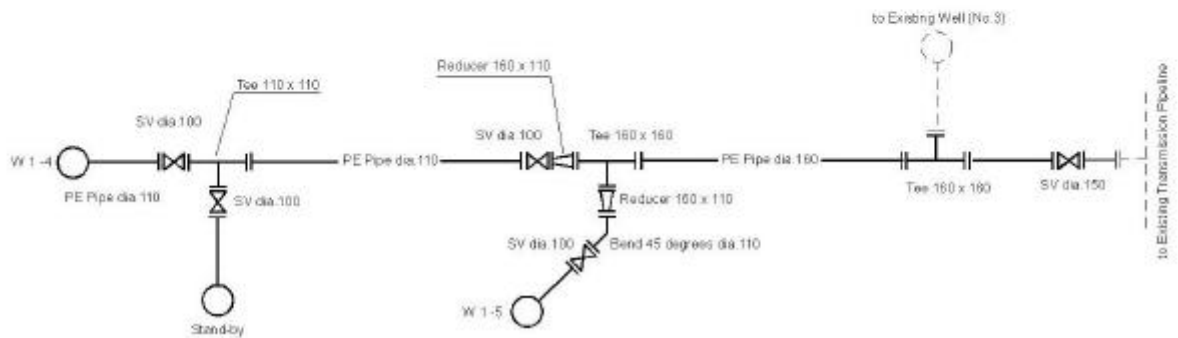 to Existing Well (No.3)
Reducer 160 x 110
Tee 110 x 110
SV dia.100
SV dia.100
Tee 160 x 160
W 1 -4
PE Pipe dia.110
PE Pipe dia.160
PE Pipe dia.110
SV dia.100
Reducer 160 x 110
Tee 160 x 160
SV dia.150
SV dia.100
Bend 45 degrees dia.110
W 1 -5
Stand-by
to Existing Transmission Pipeline